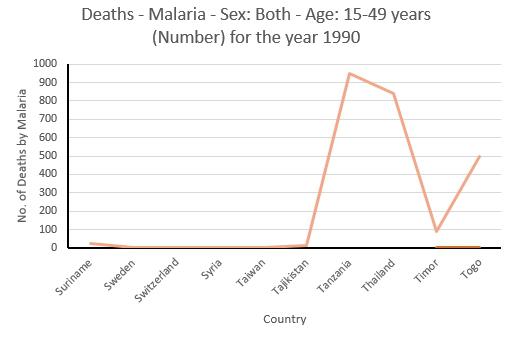 Deaths - Malaria - Sex: Both - Age: 15-49 years
(Number) for the year 1990
No. of Deaths by Malaria
1000
900
800
700
600
500
400
300
200
100
0
Suriname
Sweden
Switzerland
Syria
Taiwan
Tajikistan
Tanzania
Thailand
Timor
Togo
Country